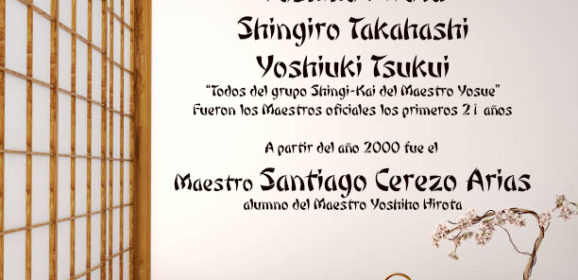 Shingiro Takahashi
Yoshiuki Tsukui
“Todos del grupo Shingi-Kai del Maestro Yosue”
Fueron los Maestros oficiales los primeros 21 años
A partir del año 2000 fue el
Maestro Santiago Cerezo Arias
alumno del Maestro Yoshiho Hirota